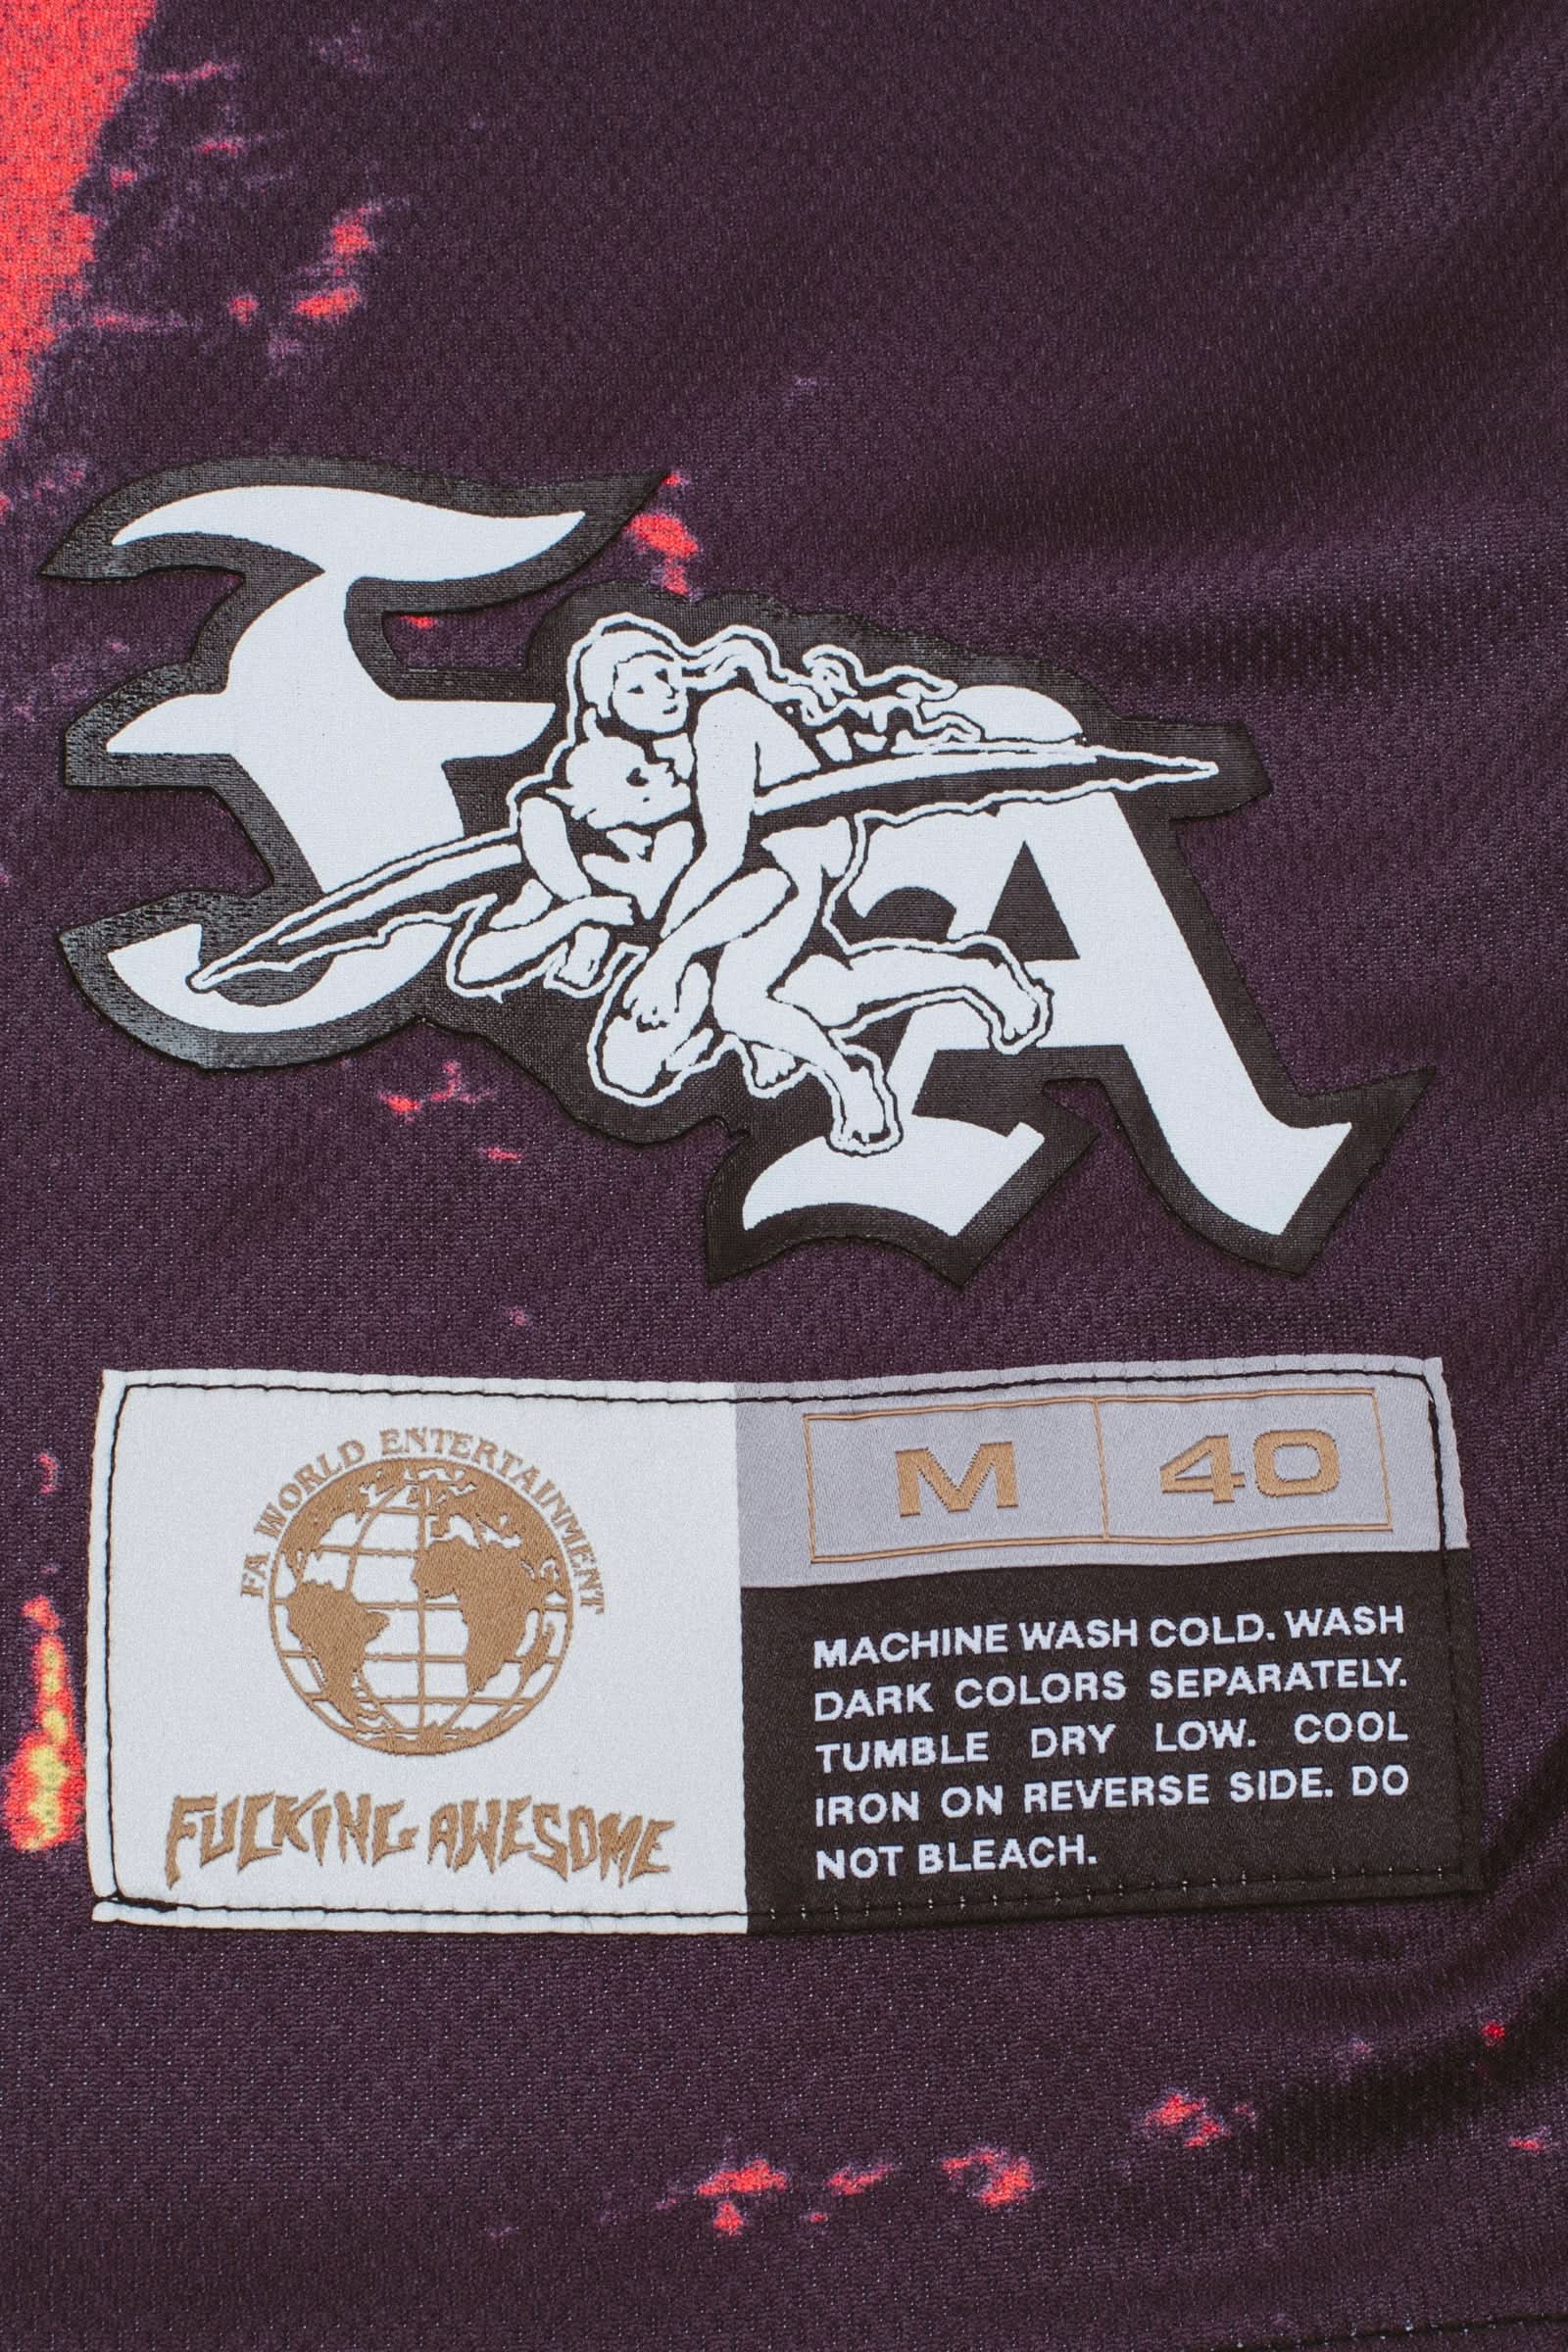 FA
FA WORLD ENTERTAINMENT
FUCKING AWESOME
M 40
MACHINE WASH COLD. WASH
DARK COLORS SEPARATELY.
TUMBLE DRY LOW. COOL
IRON ON REVERSE SIDE. DO
NOT BLEACH.